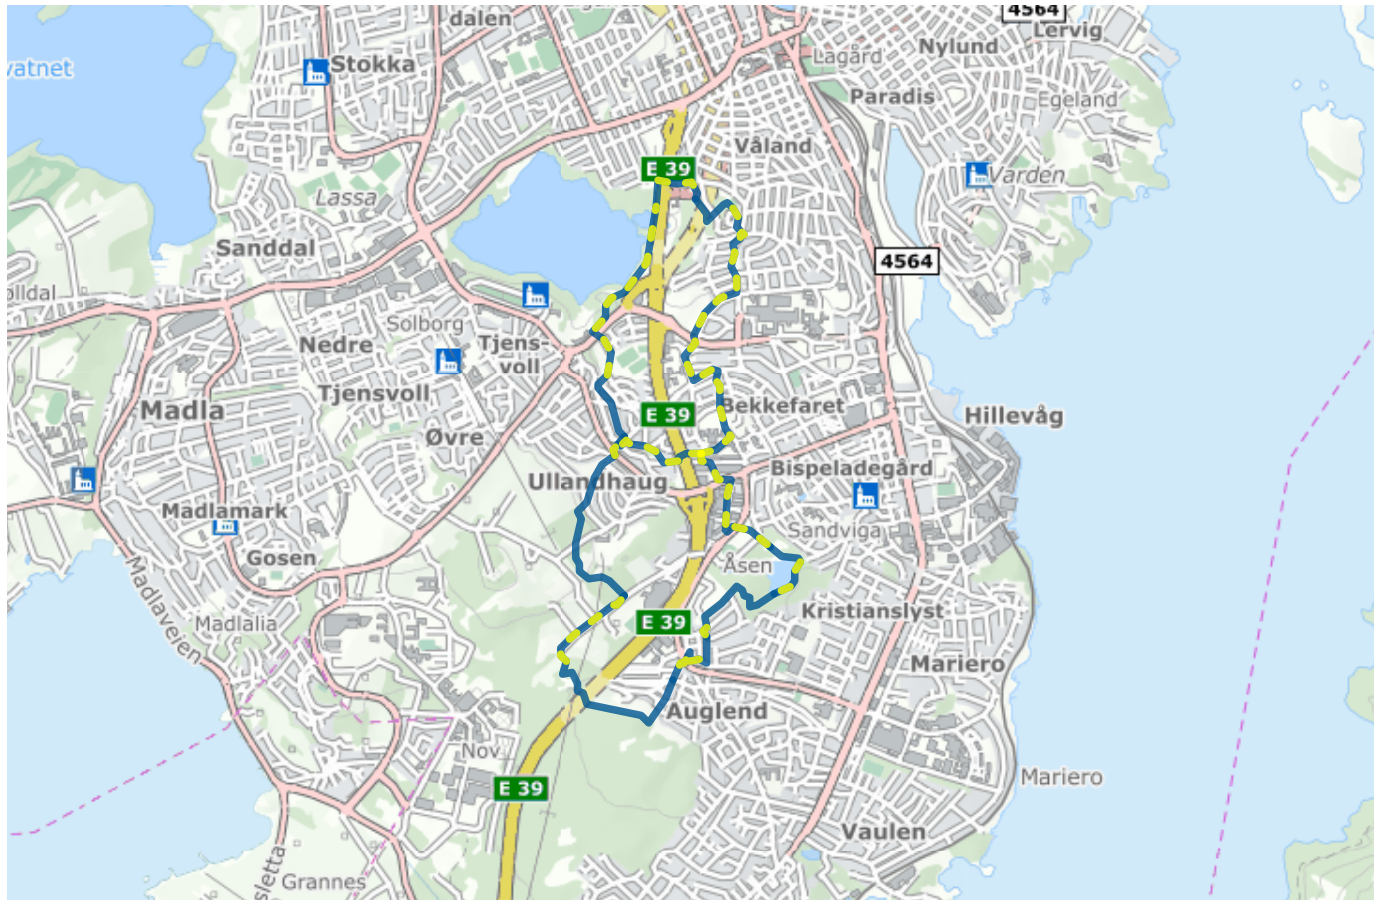 4564
dalen
Lervig
Nylund
Lagård
Stokka
vatnet
Paradis
Egeland
Våland
E 39
Varden
Lassa
Sanddal
4564
olldal
Solborg
Nedre
Tjens-
voll
Tjensvoll
Madla
Bekkefaret
E 39
Hillevåg
Øvre
Bispeladegård
Ullandhaug
Madlamark
Sandviga
Gosen
Åsen
Madlaveien
Kristianslyst
Madlalia
E 39
Mariero
Auglend
Nov
Mariero
E 39
Vaulen
sletta
Grannes